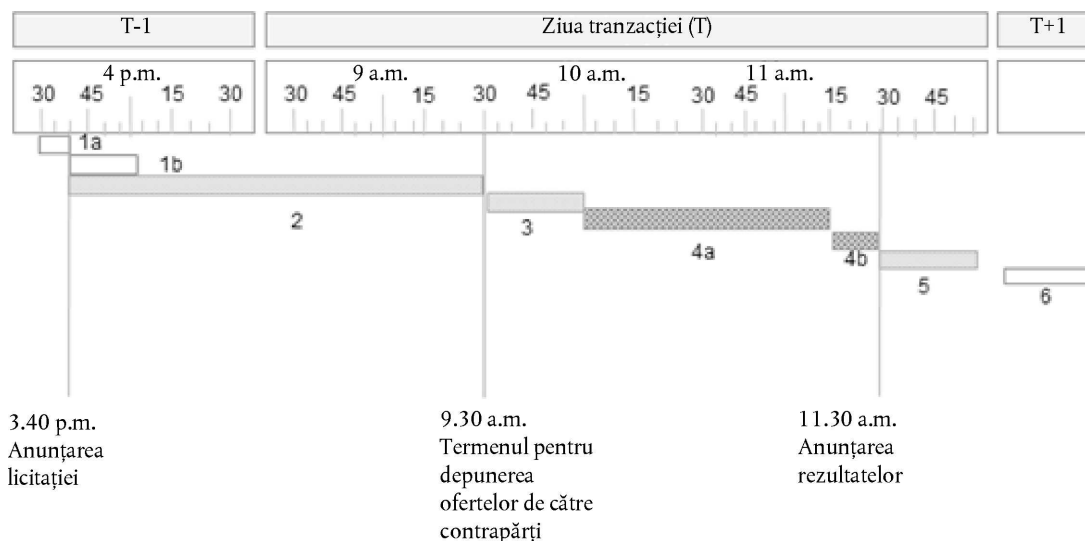 T-1
Ziua tranzacției (T)
T+1
4 p.m.
9 a.m.
10 a.m.
11 a.m.
30 45 15 30
30 45 15 30 45 15 30 45 15 30 45
1a
1b
2
3
4a
4b
5
6
3.40 p.m.
Anunțarea
licitației
9.30 a.m.
Termenul pentru
depunerea
ofertelor de către
contrapărți
11.30 a.m.
Anunțarea
rezultatelor